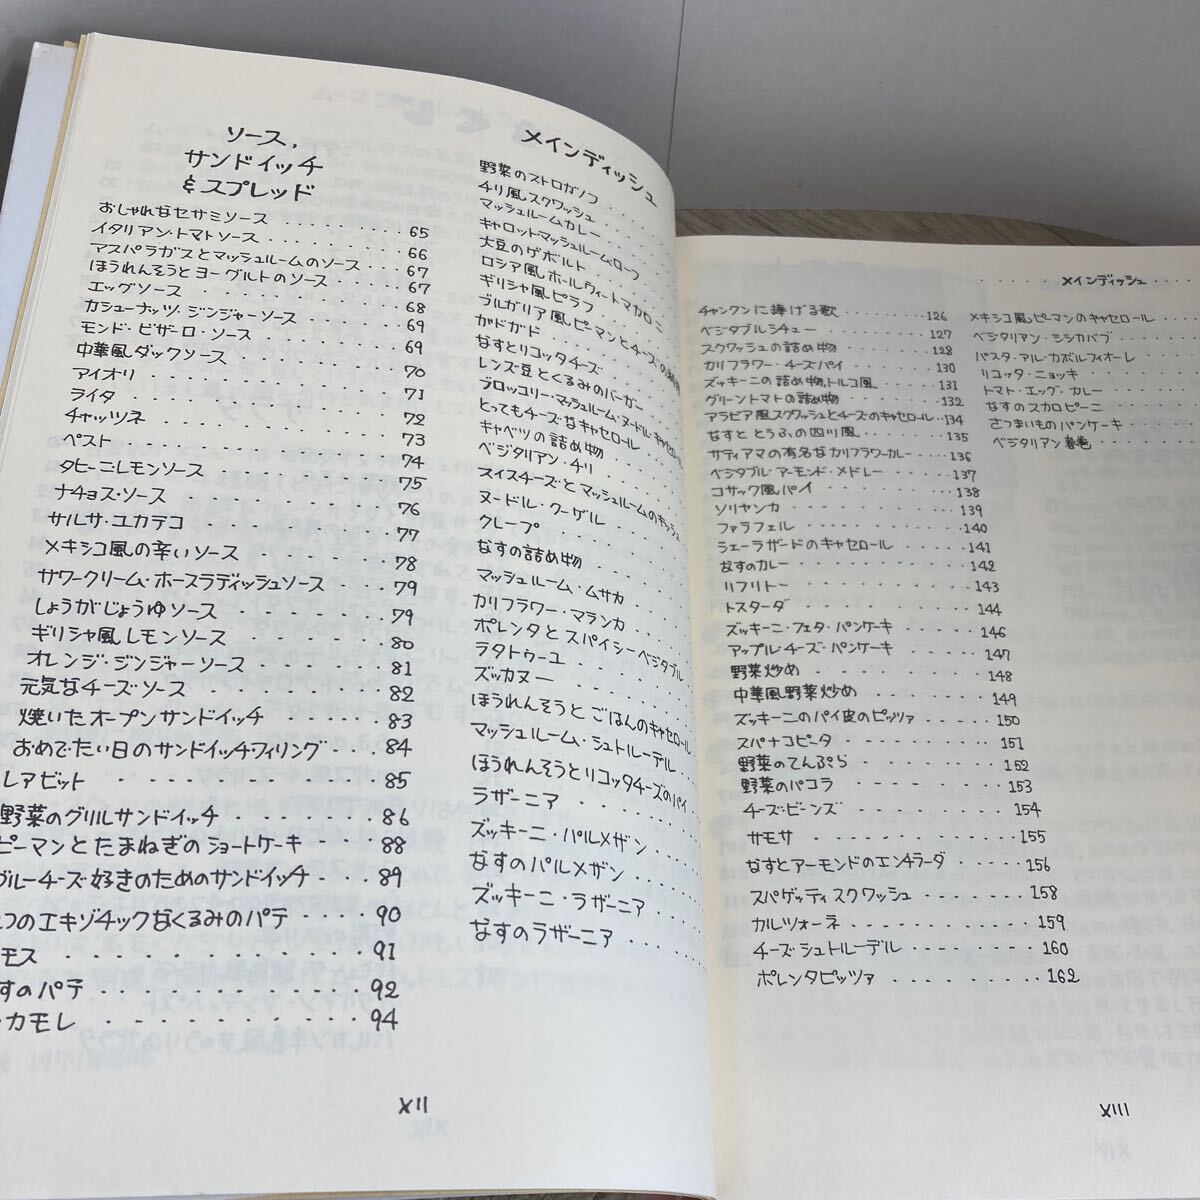 ソース,
サンドイッチ
&スプレッド
おしゃれなセサミソース ・・・・・・ 65
イタリアン・トマトソース ・・・・・・ 66
アスパラガスとマッシュルームのソース ・・・ 67
ほうれんそうとヨーグルトのソース ・・・ 67
エッグソース ・・・・・・・ 68
カシューナッツ・ジンジャーソース ・・・・ 69
モンド・ビザーロ・ソース ・・・・・ 69
中華風ダックソース ・・・・・・ 70
アイオリ ・・・・・・・ 71
ライタ ・・・・・・・ 72
チャッツネ ・・・・・・・ 73
ペスト ・・・・・・・ 74
タヒーニレモンソース ・・・・・・ 75
ナチョス・ソース ・・・・・・ 76
サルサ・ユカテコ ・・・・・・ 77
メキシコ風の辛いソース ・・・・・・ 78
サワークリーム・ホースラディッシュソース ・・・ 79
しょうがじょうゆソース ・・・・・・ 79
ギリシャ風レモンソース ・・・・・・ 80
オレンジ・ジンジャーソース ・・・・・ 81
元気なチーズ・ソース ・・・・・・ 82
焼いたオープンサンドイッチ ・・・・・ 83
おめでたい日のサンドイッチフィリング ・・・ 84
レアビット ・・・・・・・ 85
野菜のグリルサンドイッチ ・・・・・・ 86
ピーマンとたまねぎのショートケーキ ・・・ 88
ブルーチーズ好きのためのサンドイッチ ・・・ 89
つのエキゾチックなくるみのパテ ・・・・ 90
モス ・・・・・・・ 91
すのパテ ・・・・・・・ 92
カモレ ・・・・・・・ 94
XII
メインディッシュ
野菜のストロガノフ
チリ風スクワッシュ
マッシュルームカレー
キャロットマッシュルームローフ
大豆のゲボルト
ロシア風ホールウィートマカロニ
ギリシャ風ピラフ
ブルガリア風ピーマンとチーズの
ガドガド
なすとリコッタチーズ
レンズ豆とくるみのバーガー
ブロッコリー・マッシュルーム・ヌードル・キャセロ
とってもチーズなキャセロール
キャベツの詰め物
ベジタリアン・チリ
スイスチーズとマッシュルームのキッシュ
ヌードル・クーゲル
クレープ
なすの詰め物
マッシュルーム・ムサカ
カリフラワー・マランカ
ポレンタとスパイシーベジタブル
ラタトゥーユ
ズッカヌー
ほうれんそうとごはんのキャセロール
マッシュルーム・シュトルーデル
ほうれんそうとリコッタチーズのパイ
ラザーニア
ズッキーニ・パルメザン
なすのパルメザン
ズッキーニ・ラザーニア
なすのラザーニア
メインディッシュ
チャンワンに捧げる歌 ・・・・・・ 126
ベジタブルシチュー ・・・・・・ 127
スクワッシュの詰め物 ・・・・・・ 128
カリフラワー・チーズパイ ・・・・・ 130
ズッキーニの詰め物,トルコ風 ・・・・ 131
グリーントマトの詰め物 ・・・・・ 132
アラビア風スクワッシュとチーズのキャセロール ・・ 134
なすととうふの四川風 ・・・・・・ 135
サティアマの有名なカリフラワーカレー ・・・ 136
ベジタブル・アーモンド・メドレー ・・・ 137
コサック風パイ ・・・・・・ 138
ソリヤンカ ・・・・・・ 139
ファラフェル ・・・・・・ 140
シェーラザードのキャセロール ・・・・ 141
なすのカレー ・・・・・・ 142
リフリトー ・・・・・・ 143
トスターダ ・・・・・・ 144
ズッキーニ・フェタ・パンケーキ ・・・・ 146
アップルチーズ・パンケーキ ・・・・・ 147
野菜炒め ・・・・・・ 148
中華風野菜炒め ・・・・・・ 149
ズッキーニのパイ皮のピッツァ ・・・・ 150
スパナコピータ ・・・・・・ 151
野菜のてんぷら ・・・・・・ 152
野菜のパコラ ・・・・・・ 153
チーズ・ビーンズ ・・・・・・ 154
サモサ ・・・・・・ 155
なすとアーモンドのエンチラーダ ・・・・ 156
スパゲッティスクワッシュ ・・・・・ 158
カルツォーネ ・・・・・・ 159
チーズ・シュトルーデル ・・・・・・ 160
ポレンタピッツァ ・・・・・・ 162
メキシコ風ピーマンのキャセロール
ベジタリアン・シシカバブ
パスタ・アル・カボルフィオーレ
リコッタ・ニョッキ
トマト・エッグ・カレー
なすのスカロピーニ
さつまいものパンケーキ
ベジタリアン春巻
XIII